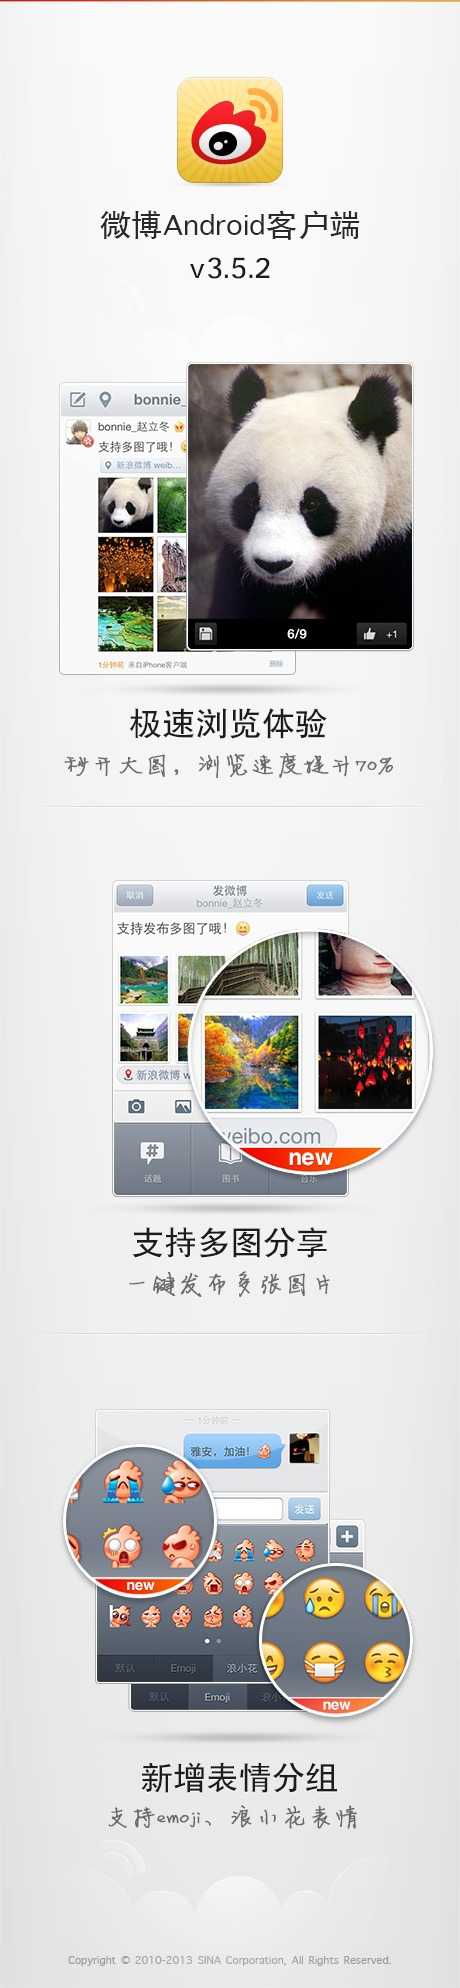 微博Android客户端
v3.5.2
bonnie_
bonnie_赵立冬
支持多图了哦！
新浪微博 weib...
1分钟前 来自iPhone客户端
删除
6/9
+1
极速浏览体验
秒开大图，浏览速度提升70%
取消
发微博
发送
bonnie_赵立冬
支持发布多图了哦！
新浪微博 w
weibo.com
new
话题
图书
音乐
支持多图分享
一键发布多张图片
1分钟前
雅安，加油！
发送
new
默认 Emoji 浪小花
new
默认 Emoji 浪小
新增表情分组
支持emoji、浪小花表情
Copyright © 2010-2013 SINA Corporation, All Rights Reserved.